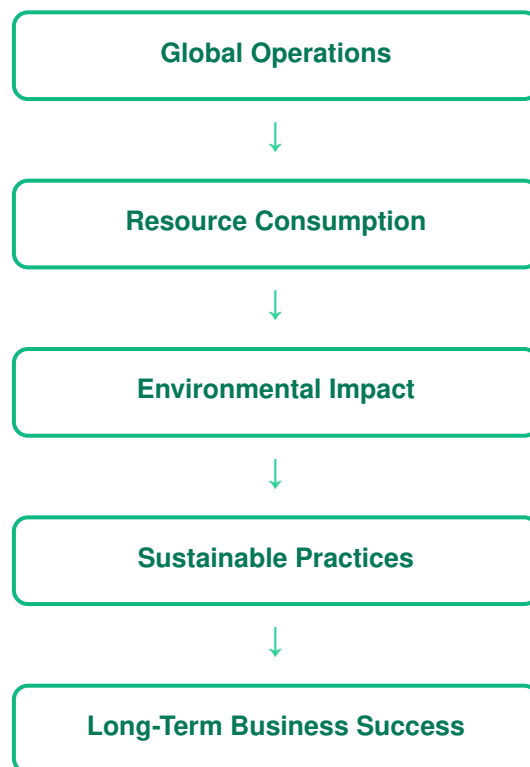 Global Operations
↓
Resource Consumption
↓
Environmental Impact
↓
Sustainable Practices
↓
Long-Term Business Success